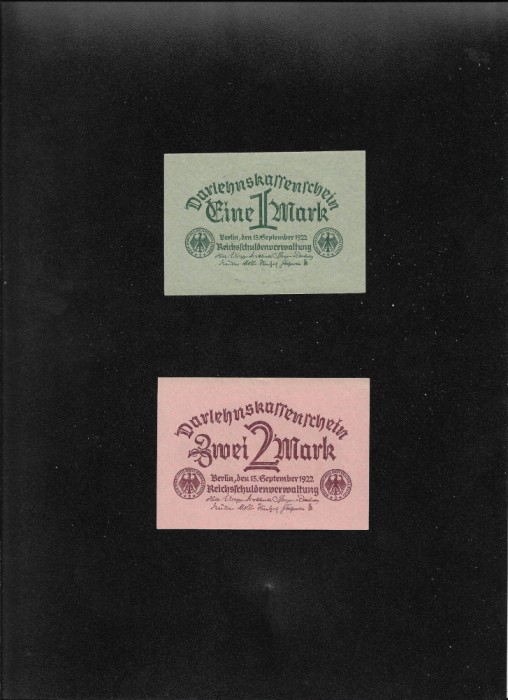 Darlehnskassenschein
Eine 1 Mark
Berlin, den 15. September 1922
Reichsschuldenverwaltung
Darlehnskassenschein
Zwei 2 Mark
Berlin, den 15. September 1922
Reichsschuldenverwaltung